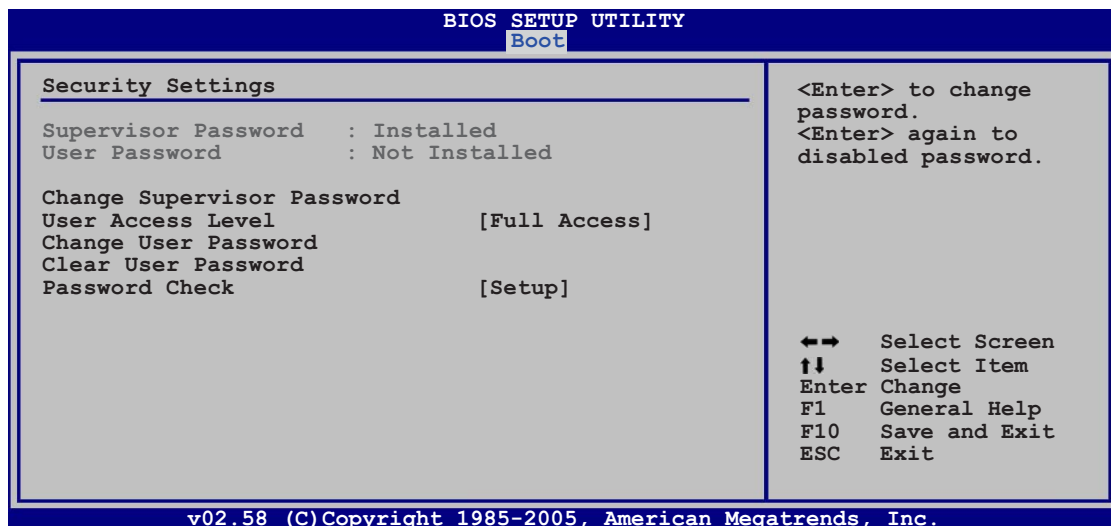 BIOS SETUP UTILITY
Boot
Security Settings
Supervisor Password : Installed
User Password : Not Installed
Change Supervisor Password
User Access Level [Full Access]
Change User Password
Clear User Password
Password Check [Setup]
<Enter> to change
password.
<Enter> again to
disabled password.
←→ Select Screen
↑↓ Select Item
Enter Change
F1 General Help
F10 Save and Exit
ESC Exit
v02.58 (C)Copyright 1985-2005, American Megatrends, Inc.